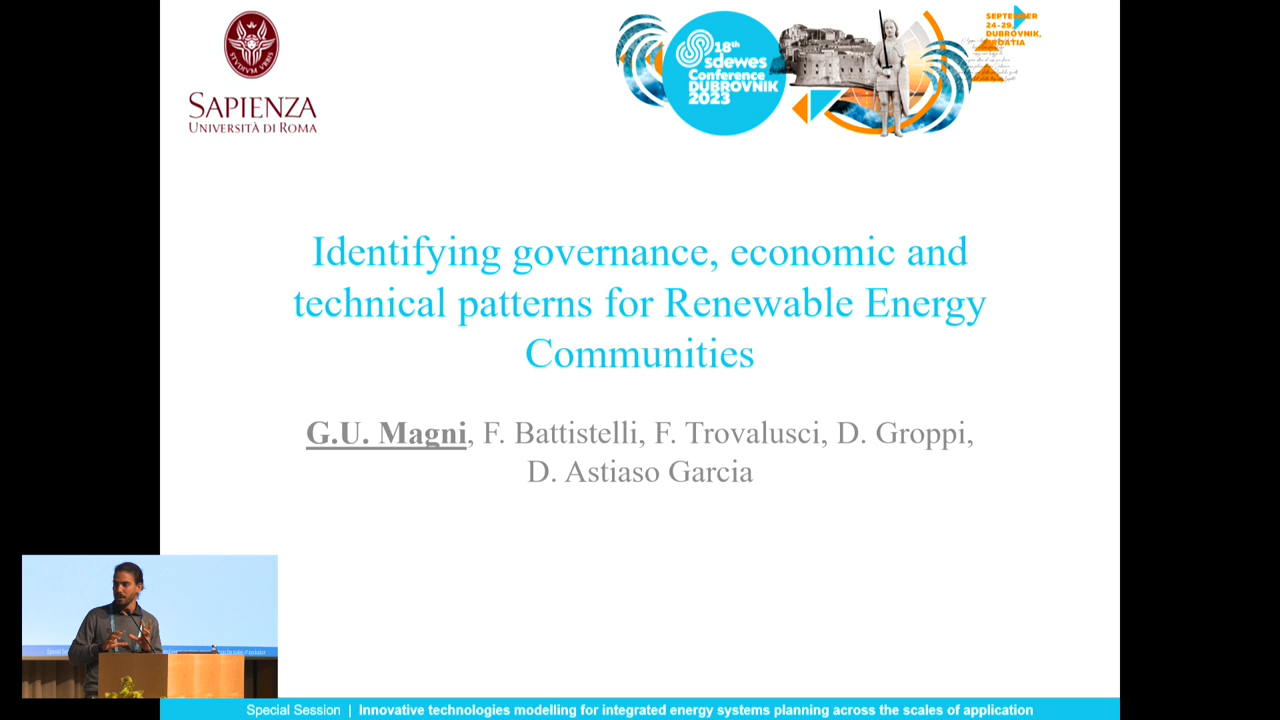 STVDIVM VRBIS
SAPIENZA
UNIVERSITÀ DI ROMA
18th
sdewes
Conference
DUBROVNIK
2023
SEPTEMBER
24-29,
DUBROVNIK,
CROATIA
Identifying governance, economic and
technical patterns for Renewable Energy
Communities
G.U. Magni, F. Battistelli, F. Trovalusci, D. Groppi,
D. Astiaso Garcia
Special Session | Innovative technologies modelling for integrated energy systems planning across the scales of application